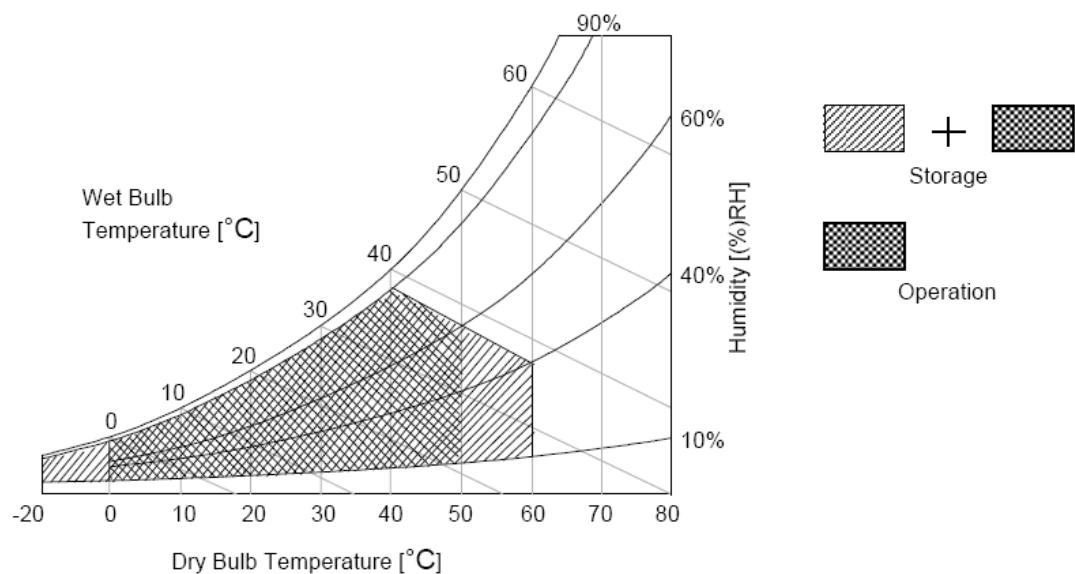 90%
60
60%
50
Wet Bulb
Temperature [°C]
40
30
20
10
0
40%
10%
Humidity [(%)RH]
-20 0 10 20 30 40 50 60 70 80
Dry Bulb Temperature [°C]
+
Storage
Operation